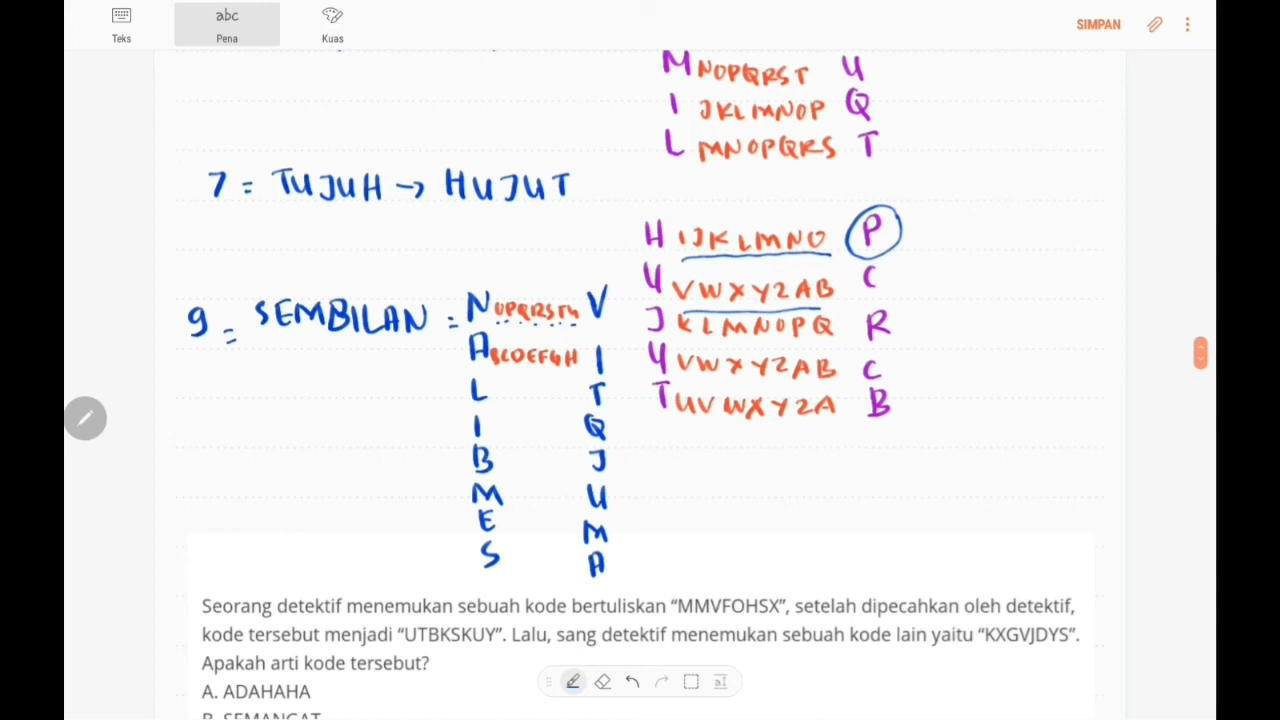 Teks
abc
Pena
Kuas
SIMPAN
M NOPQRST U
I JKLMNOP Q
L MNOPQRS T
7 = TUJUH → HUJUT
H IJKLMNO P
U VWXYZAB C
J KLMNOPQ R
U VWXYZAB C
T UVWXYZA B
9 = SEMBILAN = N OPQRSTU V
A BCDEFGH I
L T
I Q
B J
M U
E M
S A
Seorang detektif menemukan sebuah kode bertuliskan “MMVFOHSX”, setelah dipecahkan oleh detektif,
kode tersebut menjadi “UTBKSKUY”. Lalu, sang detektif menemukan sebuah kode lain yaitu “KXGVJDYS”.
Apakah arti kode tersebut?
A. ADAHAHA
B. SEMANGAT